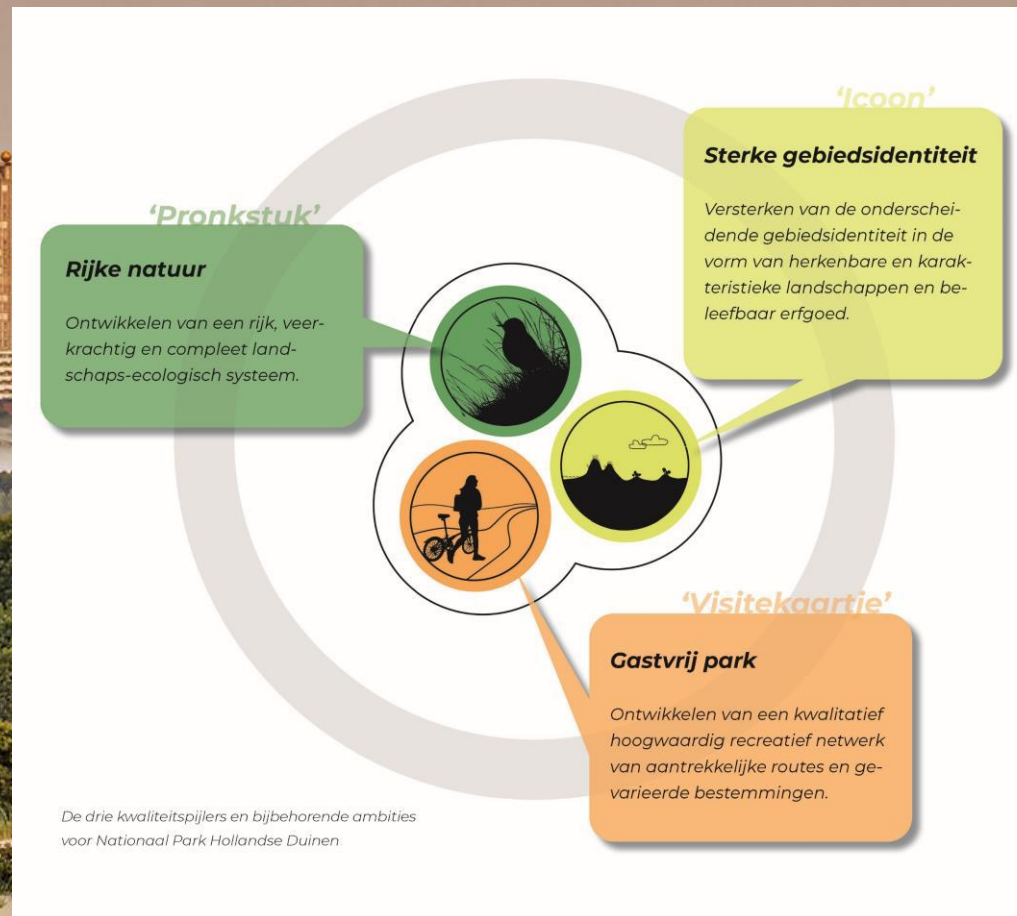 'Icoon'
Sterke gebiedsidentiteit
Versterken van de onderschei-
dende gebiedsidentiteit in de
vorm van herkenbare en karak-
teristieke landschappen en be-
leefbaar erfgoed.
'Pronkstuk'
Rijke natuur
Ontwikkelen van een rijk, veer-
krachtig en compleet land-
schaps-ecologisch systeem.
'Visitekaartje'
Gastvrij park
Ontwikkelen van een kwalitatief
hoogwaardig recreatief netwerk
van aantrekkelijke routes en ge-
varieerde bestemmingen.
De drie kwaliteitspijlers en bijbehorende ambities
voor Nationaal Park Hollandse Duinen